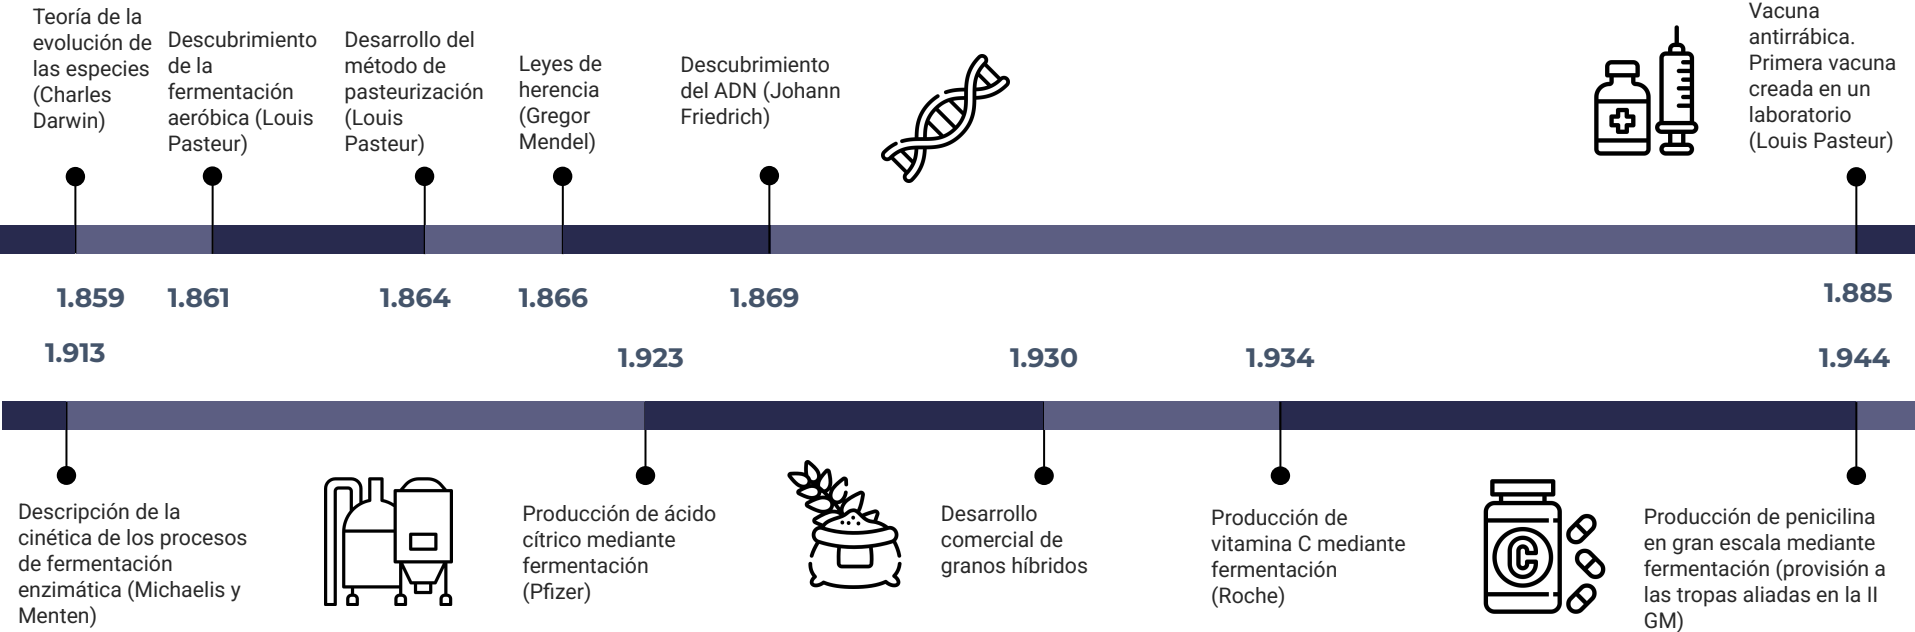 Teoría de la
evolución de
las especies
(Charles
Darwin)
Descubrimiento
de la
fermentación
aeróbica (Louis
Pasteur)
Desarrollo del
método de
pasteurización
(Louis
Pasteur)
Leyes de
herencia
(Gregor
Mendel)
Descubrimiento
del ADN (Johann
Friedrich)
Vacuna
antirrábica.
Primera vacuna
creada en un
laboratorio
(Louis Pasteur)
1.859
1.861
1.864
1.866
1.869
1.885
1.913
1.923
1.930
1.934
1.944
Descripción de la
cinética de los procesos
de fermentación
enzimática (Michaelis y
Menten)
Producción de ácido
cítrico mediante
fermentación
(Pfizer)
Desarrollo
comercial de
granos híbridos
Producción de
vitamina C mediante
fermentación
(Roche)
C
Producción de penicilina
en gran escala mediante
fermentación (provisión a
las tropas aliadas en la II
GM)